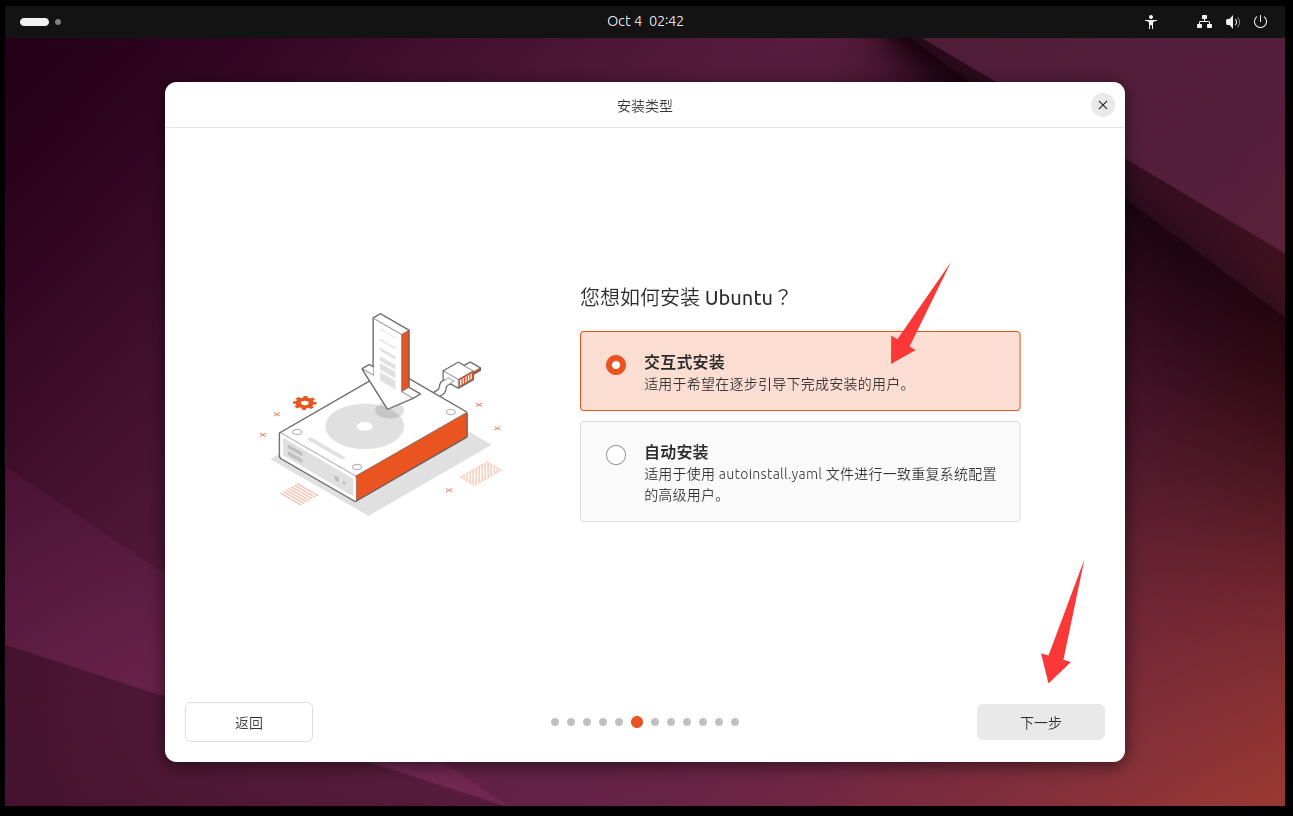 Oct 4 02:42
安装类型
您想如何安装 Ubuntu？
交互式安装
适用于希望在逐步引导下完成安装的用户。
自动安装
适用于使用 autoinstall.yaml 文件进行一致重复系统配置
的高级用户。
返回
下一步